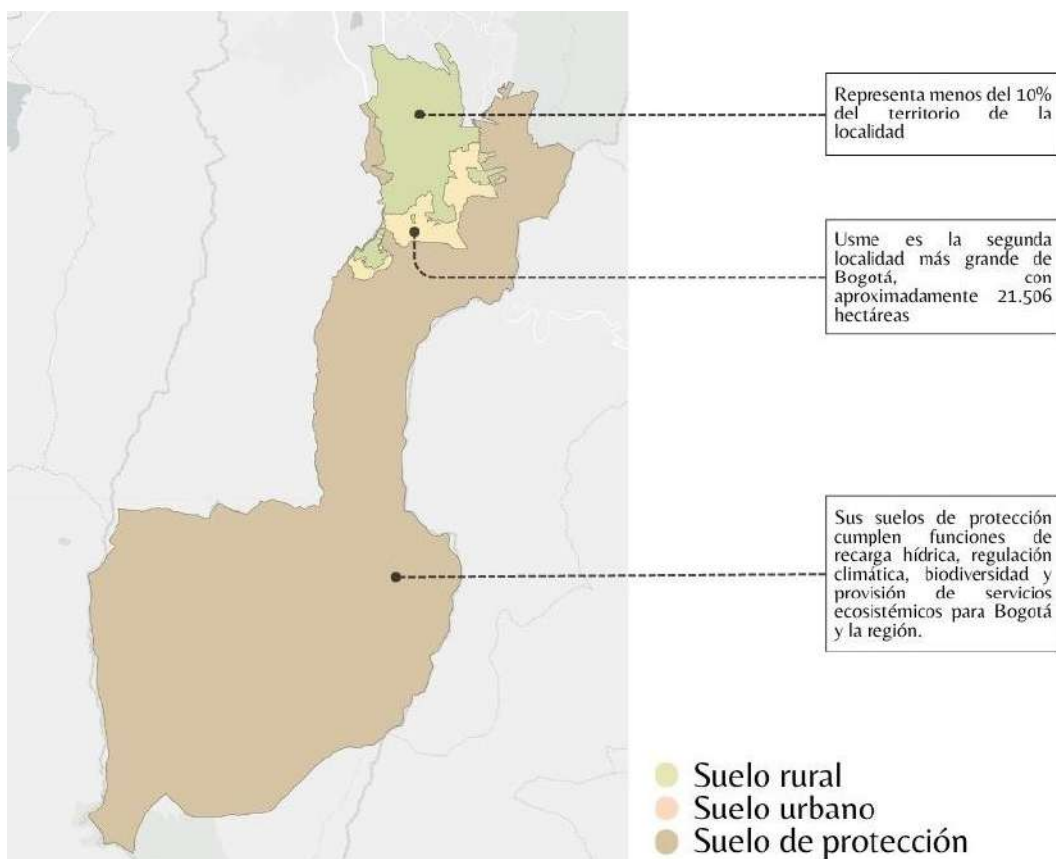 Representa menos del 10%
del territorio de la
localidad
Usme es la segunda
localidad más grande de
Bogotá, con
aproximadamente 21.506
hectáreas
Sus suelos de protección
cumplen funciones de
recarga hídrica, regulación
climática, biodiversidad y
provisión de servicios
ecosistémicos para Bogotá
y la región.
Suelo rural
Suelo urbano
Suelo de protección